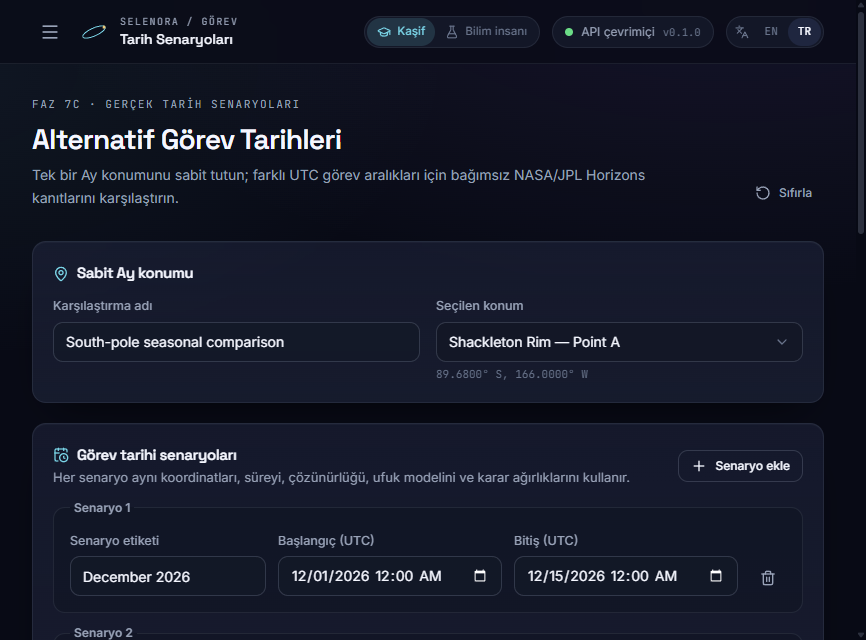 SELENORA / GÖREV
Tarih Senaryoları
Kaşif
Bilim insanı
API çevrimiçi v0.1.0
EN
TR
FAZ 7C · GERÇEK TARİH SENARYOLARI
Alternatif Görev Tarihleri
Tek bir Ay konumunu sabit tutun; farklı UTC görev aralıkları için bağımsız NASA/JPL Horizons
kanıtlarını karşılaştırın.
Sıfırla
Sabit Ay konumu
Karşılaştırma adı
Seçilen konum
South-pole seasonal comparison
Shackleton Rim — Point A
89.6800° S, 166.0000° W
Görev tarihi senaryoları
Her senaryo aynı koordinatları, süreyi, çözünürlüğü, ufuk modelini ve karar ağırlıklarını kullanır.
Senaryo ekle
Senaryo 1
Senaryo etiketi
Başlangıç (UTC)
Bitiş (UTC)
December 2026
12/01/2026 12:00 AM
12/15/2026 12:00 AM
Senaryo 2